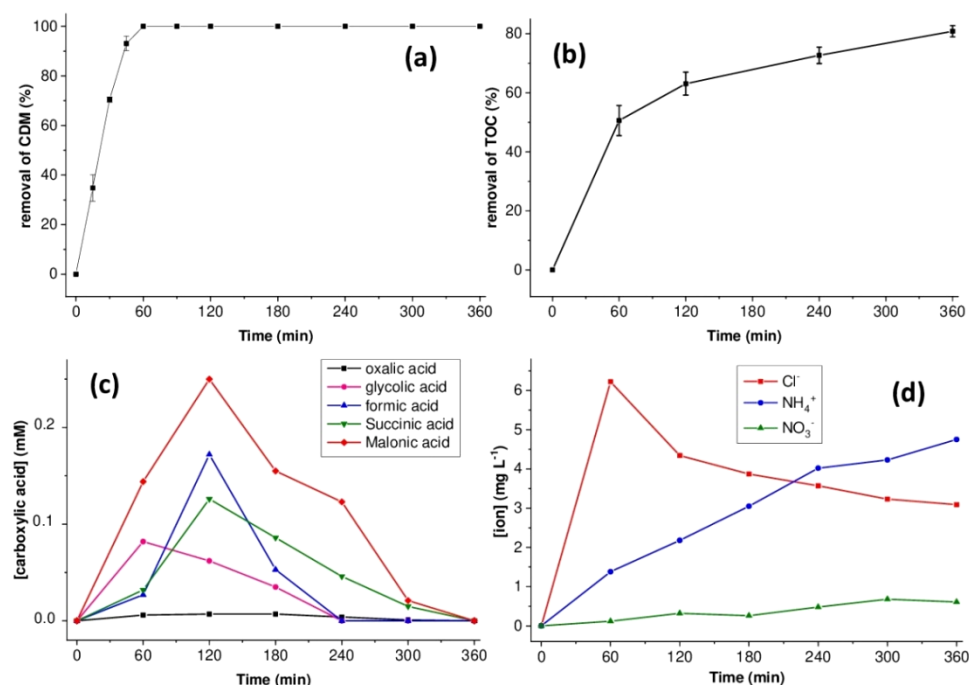 (a)
removal of CDM (%)
100
80
60
40
20
0
0 60 120 180 240 300 360
Time (min)
(b)
removal of TOC (%)
80
60
40
20
0
0 60 120 180 240 300 360
Time (min)
(c)
oxalic acid
glycolic acid
formic acid
Succinic acid
Malonic acid
[carboxylic acid] (mM)
0.2
0.1
0.0
0 60 120 180 240 300 360
Time (min)
(d)
Cl⁻
NH₄⁺
NO₃⁻
[ion] (mg L⁻¹)
6
5
4
3
2
1
0
0 60 120 180 240 300 360
Time (min)